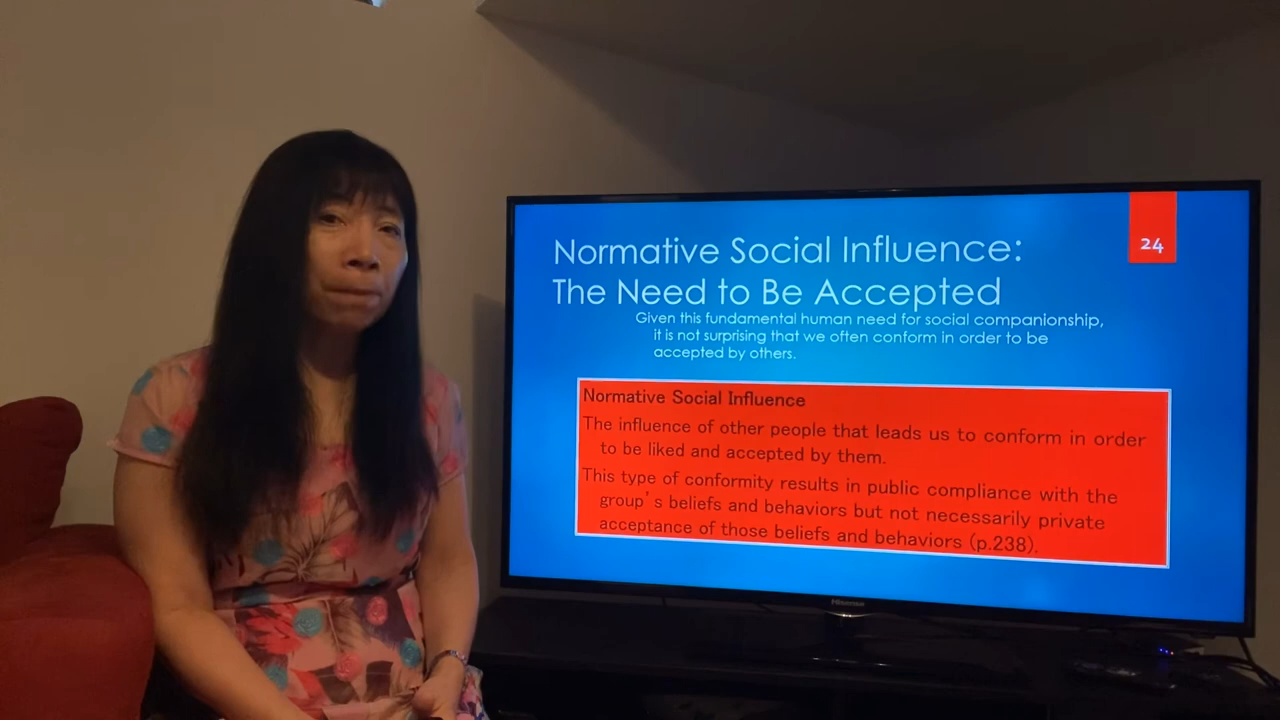 24
Normative Social Influence:
The Need to Be Accepted
Given this fundamental human need for social companionship,
it is not surprising that we often conform in order to be
accepted by others.
Normative Social Influence
The influence of other people that leads us to conform in order
to be liked and accepted by them.
This type of conformity results in public compliance with the
group's beliefs and behaviors but not necessarily private
acceptance of those beliefs and behaviors (p.238).
Hisense